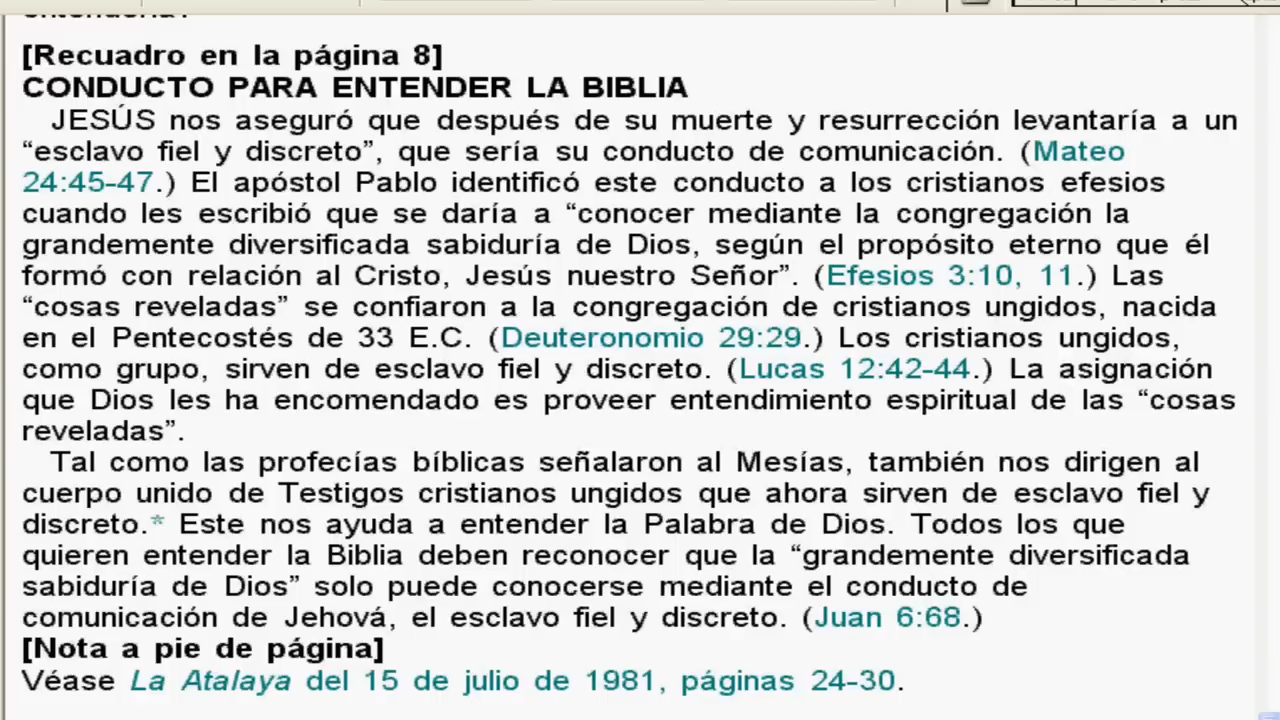 [Recuadro en la página 8]
CONDUCTO PARA ENTENDER LA BIBLIA
JESÚS nos aseguró que después de su muerte y resurrección levantaría a un
“esclavo fiel y discreto”, que sería su conducto de comunicación. (Mateo
24:45-47.) El apóstol Pablo identificó este conducto a los cristianos efesios
cuando les escribió que se daría a “conocer mediante la congregación la
grandemente diversificada sabiduría de Dios, según el propósito eterno que él
formó con relación al Cristo, Jesús nuestro Señor”. (Efesios 3:10, 11.) Las
“cosas reveladas” se confiaron a la congregación de cristianos ungidos, nacida
en el Pentecostés de 33 E.C. (Deuteronomio 29:29.) Los cristianos ungidos,
como grupo, sirven de esclavo fiel y discreto. (Lucas 12:42-44.) La asignación
que Dios les ha encomendado es proveer entendimiento espiritual de las “cosas
reveladas”.
Tal como las profecías bíblicas señalaron al Mesías, también nos dirigen al
cuerpo unido de Testigos cristianos ungidos que ahora sirven de esclavo fiel y
discreto.* Este nos ayuda a entender la Palabra de Dios. Todos los que
quieren entender la Biblia deben reconocer que la “grandemente diversificada
sabiduría de Dios” solo puede conocerse mediante el conducto de
comunicación de Jehová, el esclavo fiel y discreto. (Juan 6:68.)
[Nota a pie de página]
Véase La Atalaya del 15 de julio de 1981, páginas 24-30.